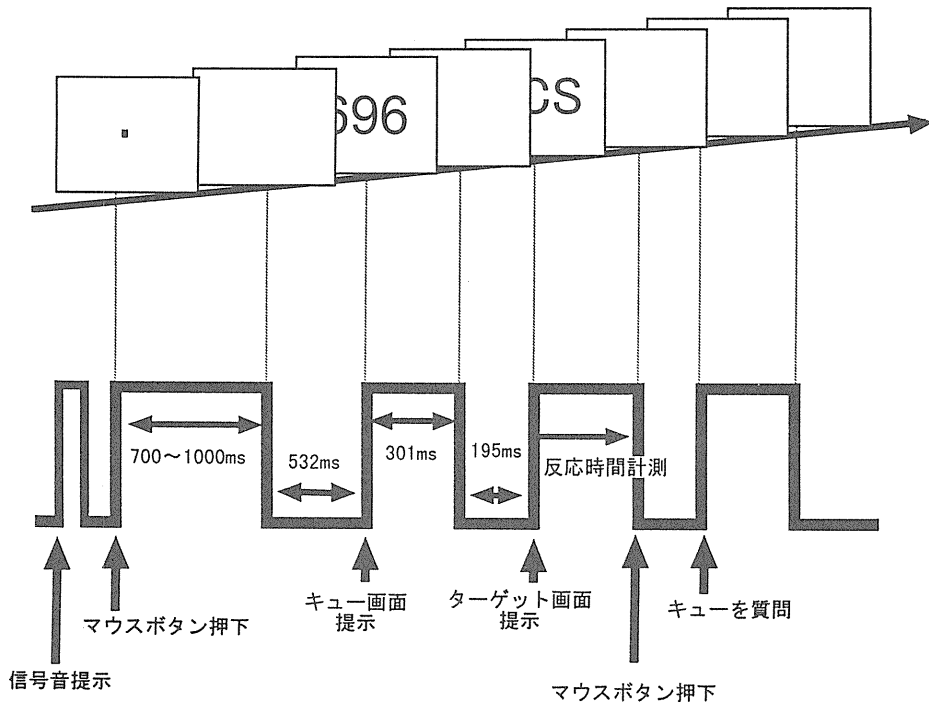 696
CS
700～1000ms
532ms
301ms
195ms
反応時間計測
キュー画面
提示
ターゲット画面
提示
キューを質問
マウスボタン押下
信号音提示
マウスボタン押下